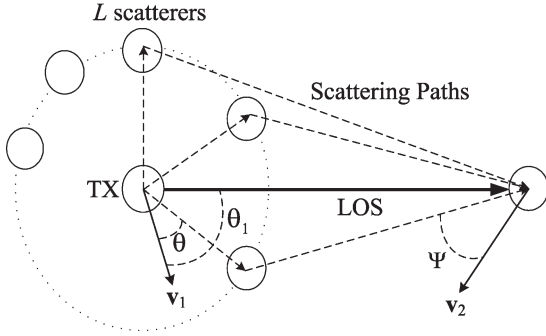 L scatterers
Scattering Paths
TX
LOS
θ
θ1
Ψ
v1
v2